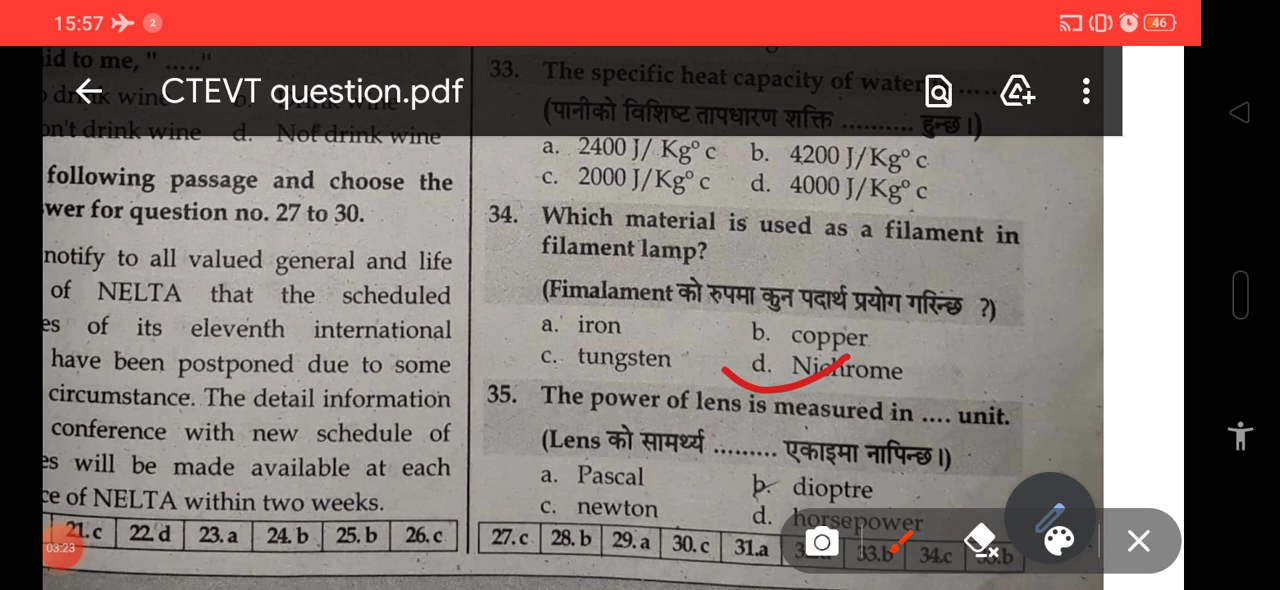 15:57
2
46
CTEVT question.pdf
id to me, " ....."
drink wine
on't drink wine d. Not drink wine
following passage and choose the
wer for question no. 27 to 30.
notify to all valued general and life
of NELTA that the scheduled
es of its eleventh international
have been postponed due to some
circumstance. The detail information
conference with new schedule of
es will be made available at each
ce of NELTA within two weeks.
21.c 22.d 23.a 24.b 25.b 26.c
03:23
33. The specific heat capacity of water ....
(पानीको विशिष्ट तापधारण शक्ति .......... हुन्छ।)
a. 2400 J/ Kg° c b. 4200 J/Kg° c
c. 2000 J/Kg° c d. 4000 J/Kg° c
34. Which material is used as a filament in
filament lamp?
(Fimalament को रुपमा कुन पदार्थ प्रयोग गरिन्छ ?)
a. iron b. copper
c. tungsten d. Nichrome
35. The power of lens is measured in .... unit.
(Lens को सामर्थ्य ......... एकाइमा नापिन्छ।)
a. Pascal b. dioptre
c. newton d. horsepower
27.c 28.b 29.a 30.c 31.a 33.b 34.c